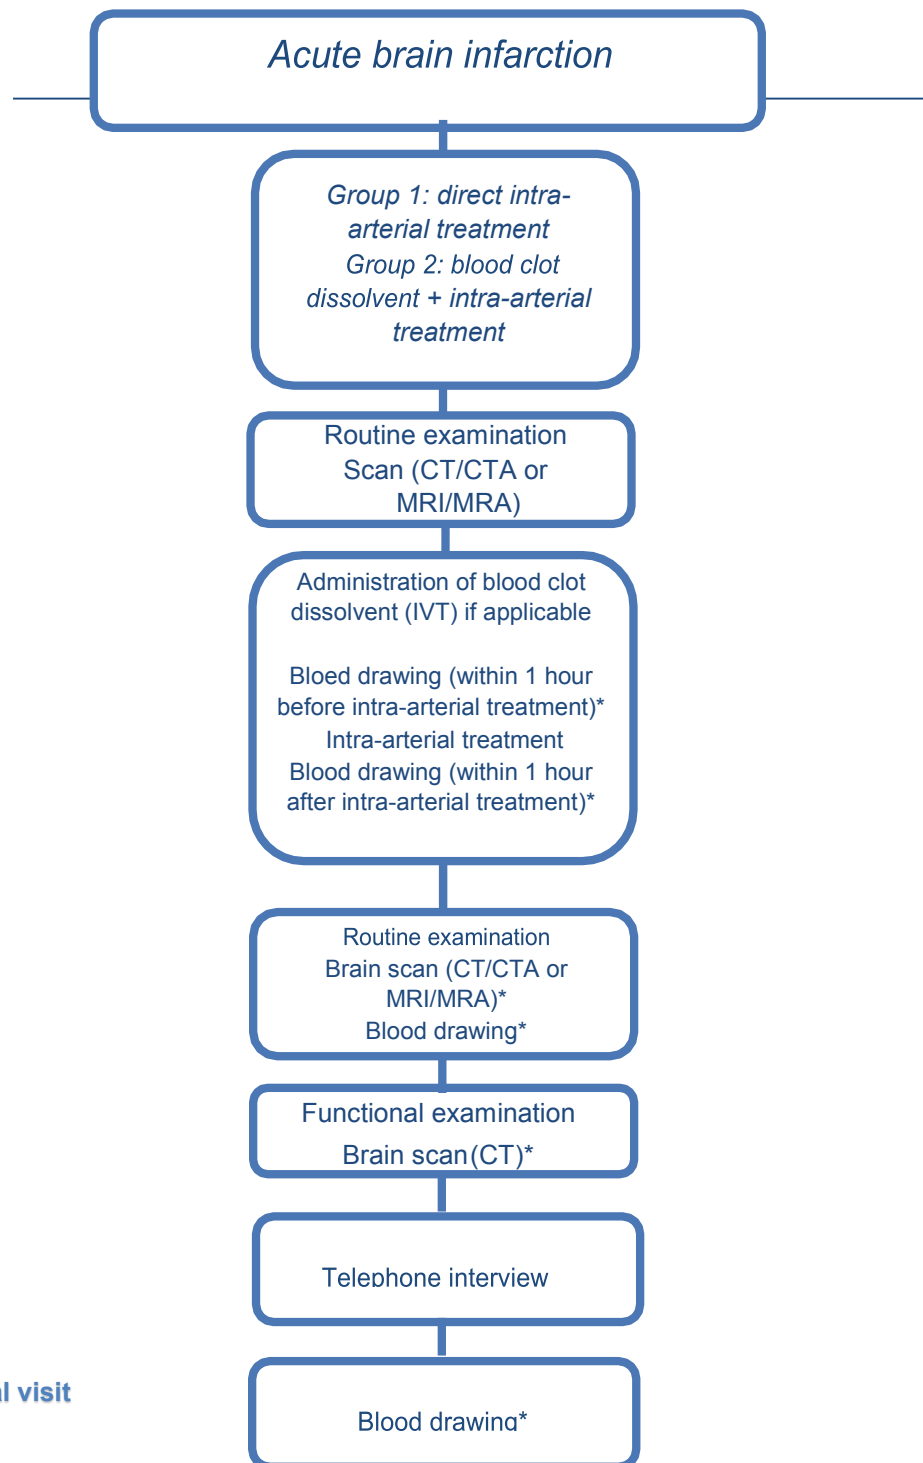 Acute brain infarction
Group 1: direct intra-
arterial treatment
Group 2: blood clot
dissolvent + intra-arterial
treatment
Routine examination
Scan (CT/CTA or
MRI/MRA)
Administration of blood clot
dissolvent (IVT) if applicable
Bloed drawing (within 1 hour
before intra-arterial treatment)*
Intra-arterial treatment
Blood drawing (within 1 hour
after intra-arterial treatment)*
Routine examination
Brain scan (CT/CTA or
MRI/MRA)*
Blood drawing*
Functional examination
Brain scan(CT)*
Telephone interview
visit
Blood drawing*